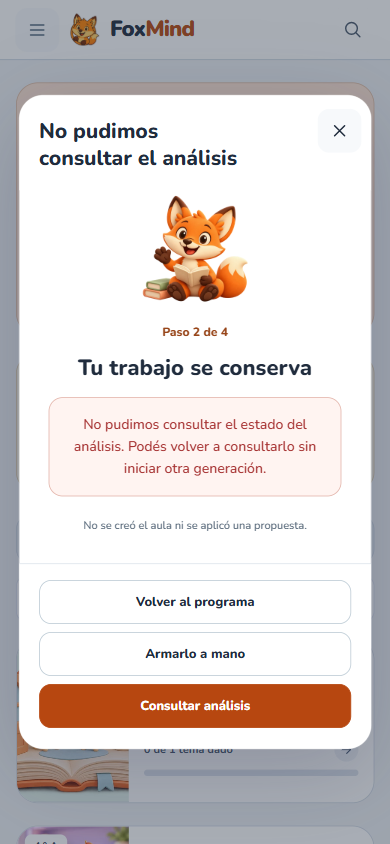 FoxMind
No pudimos
consultar el análisis
Paso 2 de 4
Tu trabajo se conserva
No pudimos consultar el estado del
análisis. Podés volver a consultarlo sin
iniciar otra generación.
No se creó el aula ni se aplicó una propuesta.
Volver al programa
Armarlo a mano
Consultar análisis
0 de 1 tema dado